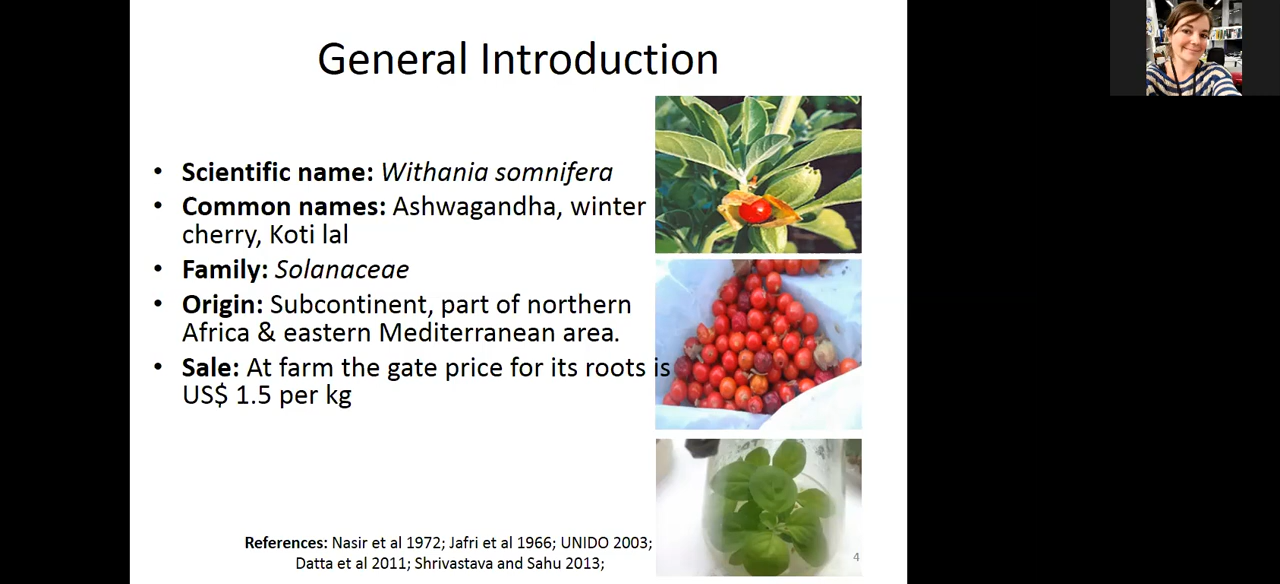 General Introduction
• Scientific name: Withania somnifera
• Common names: Ashwagandha, winter
cherry, Koti lal
• Family: Solanaceae
• Origin: Subcontinent, part of northern
Africa & eastern Mediterranean area.
• Sale: At farm the gate price for its roots is
US$ 1.5 per kg
References: Nasir et al 1972; Jafri et al 1966; UNIDO 2003;
Datta et al 2011; Shrivastava and Sahu 2013;
4